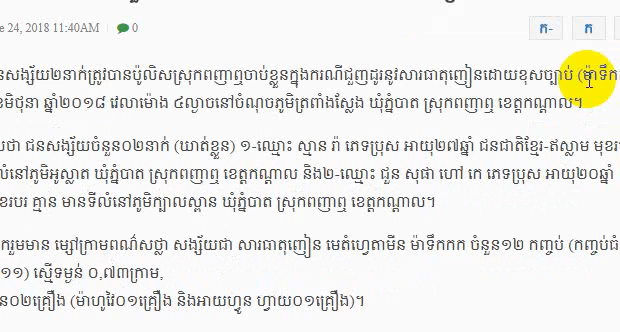 24, 2018 11:40AM 0 ក- ក
នសង្ស័យ២នាក់ត្រូវបានប៉ូលិសស្រុកពញាឮចាប់ខ្លួនក្នុងករណីជួញដូរនូវសារធាតុញៀនដោយខុសច្បាប់ (ម៉ាទឹក
ខមិថុនា ឆ្នាំ២០១៨ វេលាម៉ោង ៤ល្ងាចនៅចំណុចភូមិត្រពាំងស្លែង ឃុំភ្នំបាត ស្រុកពញាឮ ខេត្តកណ្តាល។
ថា ជនសង្ស័យចំនួន០២នាក់ (ឃាត់ខ្លួន) ១-ឈ្មោះ ស្មាន រ៉ា ភេទប្រុស អាយុ២៧ឆ្នាំ ជនជាតិខ្មែរ-ឥស្លាម មុខរ
លំនៅភូមិអូស្លាត ឃុំភ្នំបាត ស្រុកពញាឮ ខេត្តកណ្តាល និង២-ឈ្មោះ ជួន សុផា ហៅ កេ ភេទប្រុស អាយុ២០ឆ្នាំ
ខរបរ គ្មាន មានទីលំនៅភូមិក្បាលស្ពាន ឃុំភ្នំបាត ស្រុកពញាឮ ខេត្តកណ្តាល។
ករួមមាន ម្សៅក្រាមពណ៌សថ្លា សង្ស័យជា សារធាតុញៀន មេតំហ្វេតាមីន ម៉ាទឹកកក ចំនួន១២ កញ្ចប់ (កញ្ចប់ធំ
១១) ស្មើទម្ងន់ ០,៧៣ក្រាម,
ន០២គ្រឿង (ម៉ាហូវៃ០១គ្រឿង និងអាយហ្វូន ហ្វាយ០១គ្រឿង)។